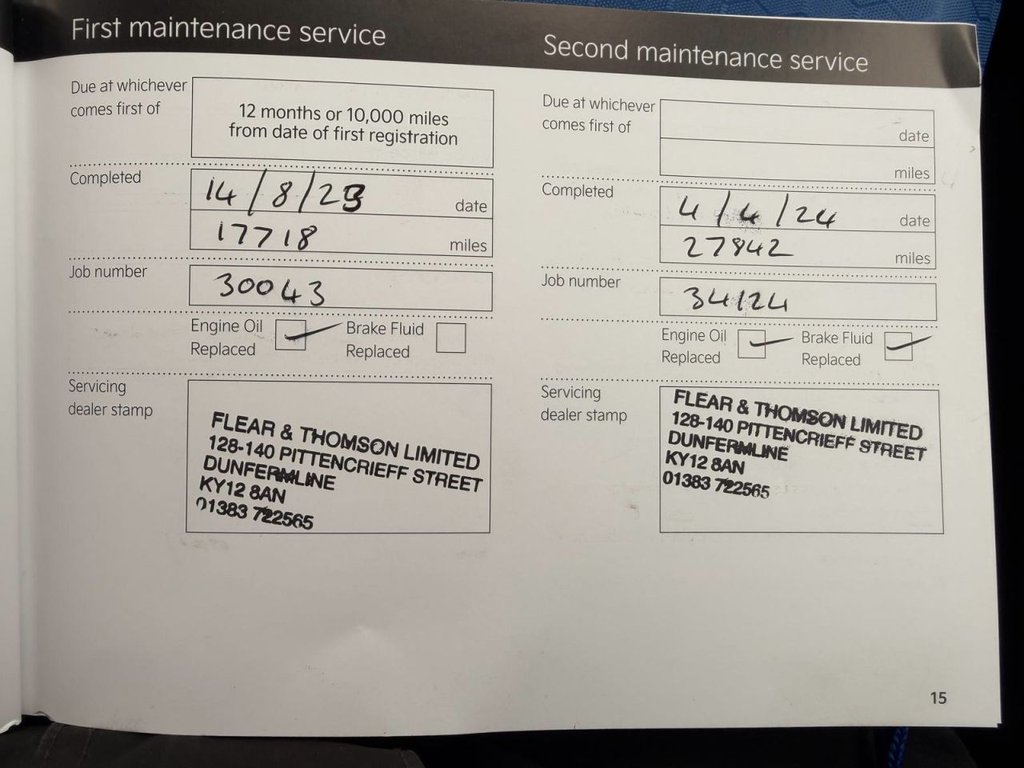 First maintenance service
Due at whichever
comes first of
12 months or 10,000 miles
from date of first registration
Completed
14/8/23 date
17718 miles
Job number
30043
Engine Oil
Replaced
Brake Fluid
Replaced
Servicing
dealer stamp
FLEAR & THOMSON LIMITED
128-140 PITTENCRIEFF STREET
DUNFERMLINE
KY12 8AN
01383 722565
Second maintenance service
Due at whichever
comes first of
date
miles
Completed
4/4/24 date
27842 miles
Job number
34124
Engine Oil
Replaced
Brake Fluid
Replaced
Servicing
dealer stamp
FLEAR & THOMSON LIMITED
128-140 PITTENCRIEFF STREET
DUNFERMLINE
KY12 8AN
01383 722565
15